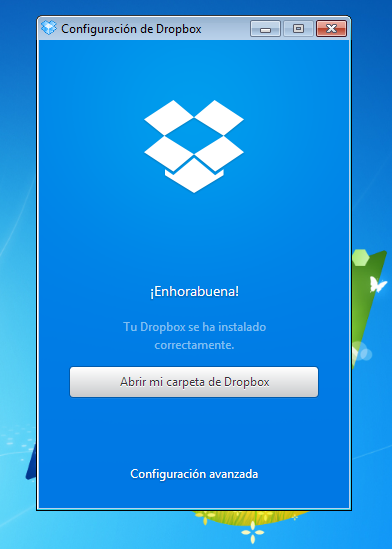 Configuración de Dropbox
¡Enhorabuena!
Tu Dropbox se ha instalado
correctamente.
Abrir mi carpeta de Dropbox
Configuración avanzada